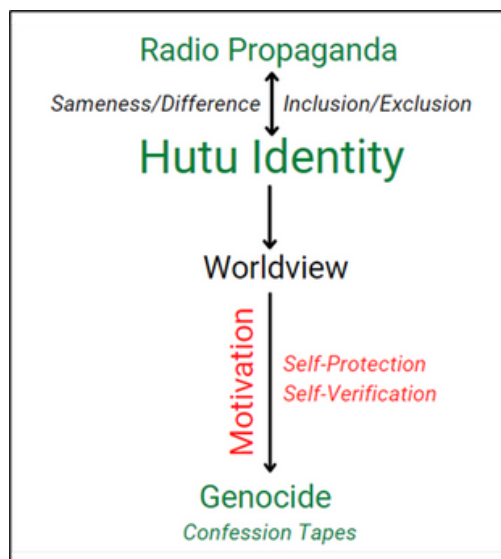 Radio Propaganda
Sameness/Difference Inclusion/Exclusion
Hutu Identity
Worldview
Motivation
Self-Protection
Self-Verification
Genocide
Confession Tapes